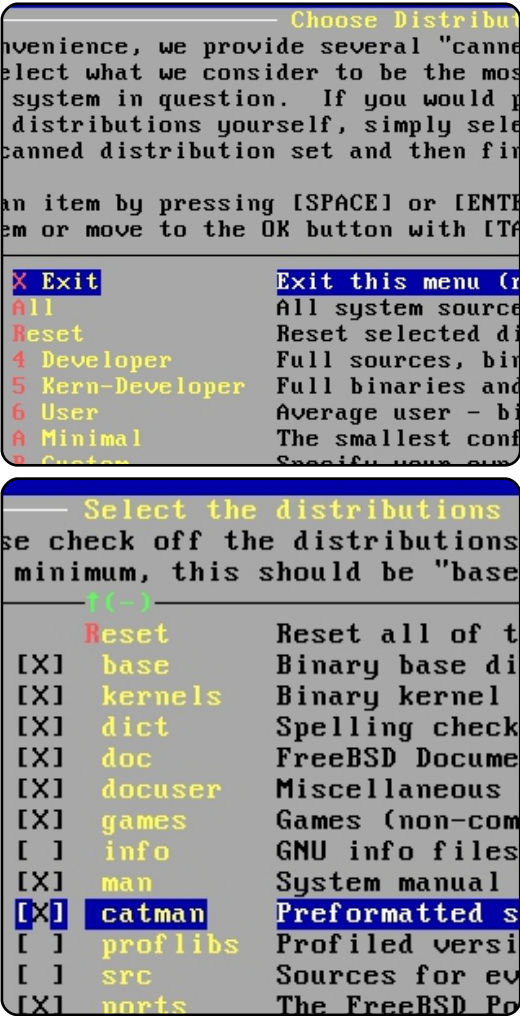 Choose Distribut
nvenience, we provide several "canne
elect what we consider to be the mos
system in question.  If you would p
distributions yourself, simply sele
canned distribution set and then fin
an item by pressing [SPACE] or [ENTE
em or move to the OK button with [TA
X Exit Exit this menu (r
All All system source
Reset Reset selected di
4 Developer Full sources, bin
5 Kern-Developer Full binaries and
6 User Average user - bi
A Minimal The smallest conf
B Custom Specify your own
Select the distributions
se check off the distributions
minimum, this should be "base
↑(-)
Reset Reset all of t
[X] base Binary base di
[X] kernels Binary kernel
[X] dict Spelling check
[X] doc FreeBSD Docume
[X] docuser Miscellaneous
[X] games Games (non-com
[ ] info GNU info files
[X] man System manual
[X] catman Preformatted s
[ ] proflibs Profiled versi
[ ] src Sources for ev
[X] ports The FreeBSD Po